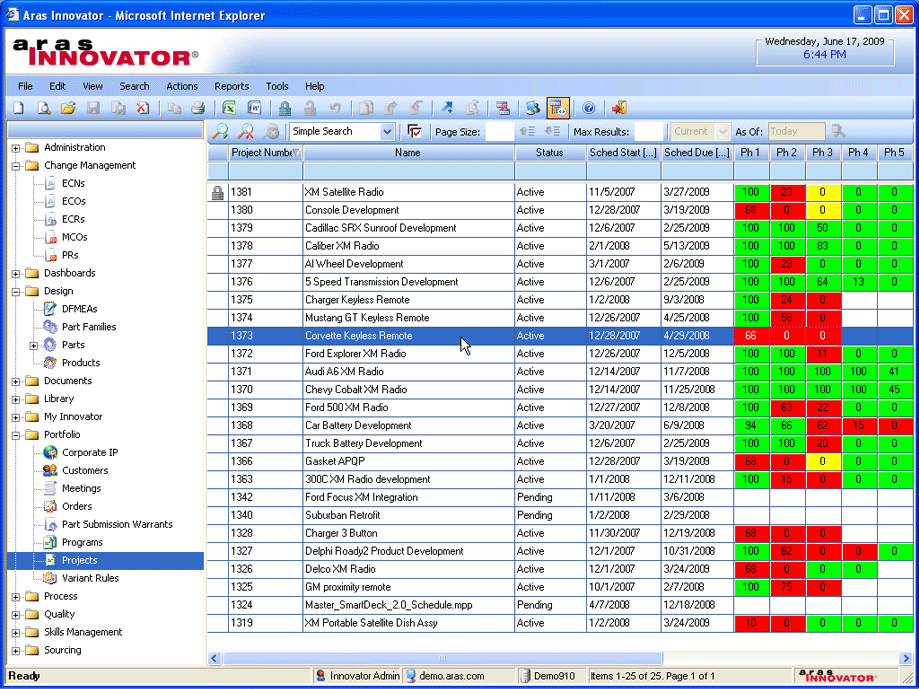 Aras Innovator - Microsoft Internet Explorer
aras INNOVATOR®
Wednesday, June 17, 2009
6:44 PM
File Edit View Search Actions Reports Tools Help
Simple Search Page Size: Max Results: Current As Of: Today
Administration
Change Management
ECNs
ECOs
ECRs
MCOs
PRs
Dashboards
Design
DFMEAs
Part Families
Parts
Products
Documents
Library
My Innovator
Portfolio
Corporate IP
Customers
Meetings
Orders
Part Submission Warrants
Programs
Projects
Variant Rules
Process
Quality
Skills Management
Sourcing
Project Numbe Name Status Sched Start [...] Sched Due [...] Ph 1 Ph 2 Ph 3 Ph 4 Ph 5
1381 XM Satellite Radio Active 11/5/2007 3/27/2009 100 23 0 0 0
1380 Console Development Active 12/28/2007 3/19/2009 68 0 0 0 0
1379 Cadillac SRX Sunroof Development Active 12/6/2007 2/25/2009 100 100 50 0 0
1378 Caliber XM Radio Active 2/1/2008 5/13/2009 100 100 83 0 0
1377 Al Wheel Development Active 3/1/2007 2/6/2009 100 29 0 0 0
1376 5 Speed Transmission Development Active 12/6/2007 2/25/2009 100 100 64 13 0
1375 Charger Keyless Remote Active 1/2/2008 9/3/2008 100 24 0
1374 Mustang GT Keyless Remote Active 12/26/2007 4/25/2008 100 58 0
1373 Corvette Keyless Remote Active 12/28/2007 4/29/2008 66 0 0
1372 Ford Explorer XM Radio Active 12/26/2007 12/5/2008 100 100 11 0 0
1371 Audi A6 XM Radio Active 12/14/2007 11/7/2008 100 100 100 100 41
1370 Chevy Cobalt XM Radio Active 12/14/2007 11/25/2008 100 100 100 100 45
1369 Ford 500 XM Radio Active 12/27/2007 12/8/2008 100 63 22 0 0
1368 Car Battery Development Active 3/20/2007 6/9/2008 94 66 62 15 0
1367 Truck Battery Development Active 12/6/2007 2/25/2009 100 100 20 0 0
1366 Gasket APQP Active 12/28/2007 3/19/2009 68 0 0 0 0
1363 300C XM Radio development Active 1/1/2008 12/11/2008 100 15 0 0 0
1342 Ford Focus XM Integration Pending 1/11/2008 3/6/2008
1340 Suburban Retrofit Pending 1/2/2008 2/29/2008
1328 Charger 3 Button Active 11/30/2007 12/19/2008 68 0 0
1327 Delphi Roady2 Product Development Active 12/1/2007 10/31/2008 100 62 0 0 0
1326 Delco XM Radio Active 12/1/2007 3/24/2009 68 0 0 0
1325 GM proximity remote Active 10/1/2007 2/7/2008 100 75 0
1324 Master_SmartDeck_2.0_Schedule.mpp Pending 4/7/2008 12/18/2008
1319 XM Portable Satellite Dish Assy Active 1/2/2008 3/24/2009 10 0 0 0 0
Ready Innovator Admin demo.aras.com Demo910 Items 1-25 of 25. Page 1 of 1 aras INNOVATOR